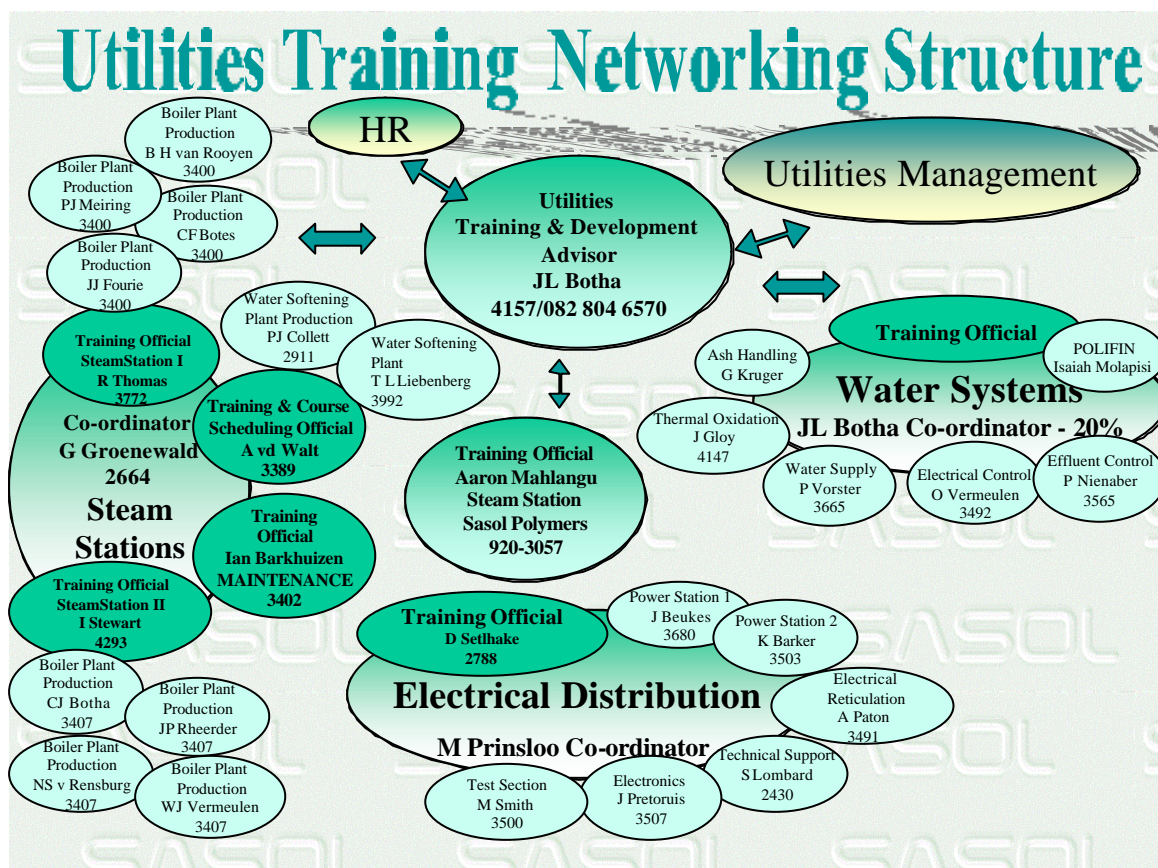 Utilities Training Networking Structure
HR
Utilities Management
Boiler Plant
Production
B H van Rooyen
3400
Boiler Plant
Production
PJ Meiring
3400
Boiler Plant
Production
CF Botes
3400
Boiler Plant
Production
JJ Fourie
3400
Utilities
Training & Development
Advisor
JL Botha
4157/082 804 6570
Water Softening
Plant Production
PJ Collett
2911
Water Softening
Plant
T L Liebenberg
3992
Training Official
SteamStation I
R Thomas
3772
Co-ordinator
G Groenewald
2664
Steam
Stations
Training & Course
Scheduling Official
A vd Walt
3389
Training
Official
Ian Barkhuizen
MAINTENANCE
3402
Training Official
SteamStation II
I Stewart
4293
Boiler Plant
Production
CJ Botha
3407
Boiler Plant
Production
JP Rheerder
3407
Boiler Plant
Production
NS v Rensburg
3407
Boiler Plant
Production
WJ Vermeulen
3407
Training Official
Aaron Mahlangu
Steam Station
Sasol Polymers
920-3057
Training Official
Ash Handling
G Kruger
POLIFIN
Isaiah Molapisi
Water Systems
JL Botha Co-ordinator - 20%
Thermal Oxidation
J Gloy
4147
Water Supply
P Vorster
3665
Electrical Control
O Vermeulen
3492
Effluent Control
P Nienaber
3565
Training Official
D Setlhake
2788
Power Station 1
J Beukes
3680
Power Station 2
K Barker
3503
Electrical Distribution
M Prinsloo Co-ordinator
Electrical
Reticulation
A Paton
3491
Technical Support
S Lombard
2430
Electronics
J Pretoruis
3507
Test Section
M Smith
3500
SASOL